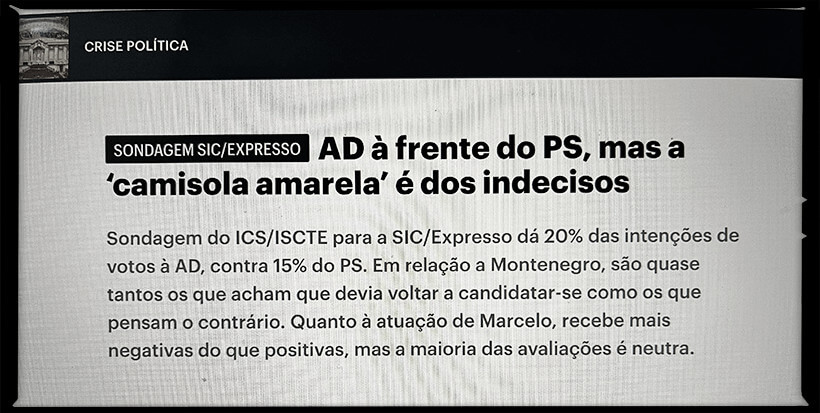 CRISE POLÍTICA
SONDAGEM SIC/EXPRESSO AD à frente do PS, mas a
‘camisola amarela’ é dos indecisos
Sondagem do ICS/ISCTE para a SIC/Expresso dá 20% das intenções de
votos à AD, contra 15% do PS. Em relação a Montenegro, são quase
tantos os que acham que devia voltar a candidatar-se como os que
pensam o contrário. Quanto à atuação de Marcelo, recebe mais
negativas do que positivas, mas a maioria das avaliações é neutra.